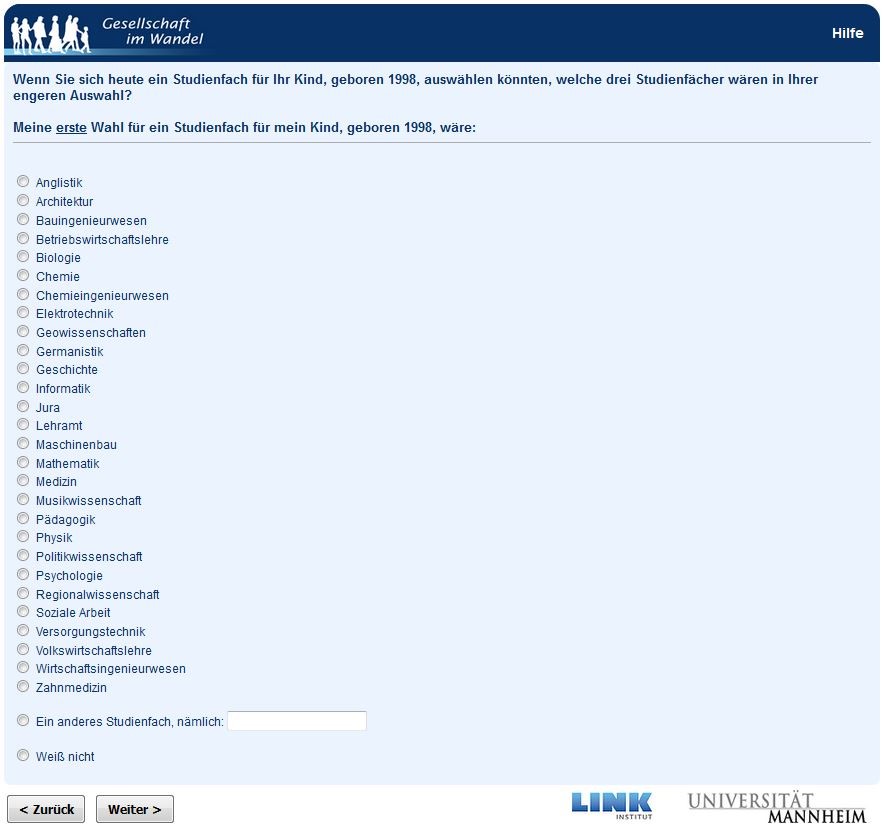 Gesellschaft
im Wandel
Hilfe
Wenn Sie sich heute ein Studienfach für Ihr Kind, geboren 1998, auswählen könnten, welche drei Studienfächer wären in Ihrer
engeren Auswahl?
Meine erste Wahl für ein Studienfach für mein Kind, geboren 1998, wäre:
Anglistik
Architektur
Bauingenieurwesen
Betriebswirtschaftslehre
Biologie
Chemie
Chemieingenieurwesen
Elektrotechnik
Geowissenschaften
Germanistik
Geschichte
Informatik
Jura
Lehramt
Maschinenbau
Mathematik
Medizin
Musikwissenschaft
Pädagogik
Physik
Politikwissenschaft
Psychologie
Regionalwissenschaft
Soziale Arbeit
Versorgungstechnik
Volkswirtschaftslehre
Wirtschaftsingenieurwesen
Zahnmedizin
Ein anderes Studienfach, nämlich:
Weiß nicht
< Zurück
Weiter >
LINK
INSTITUT
UNIVERSITÄT
MANNHEIM